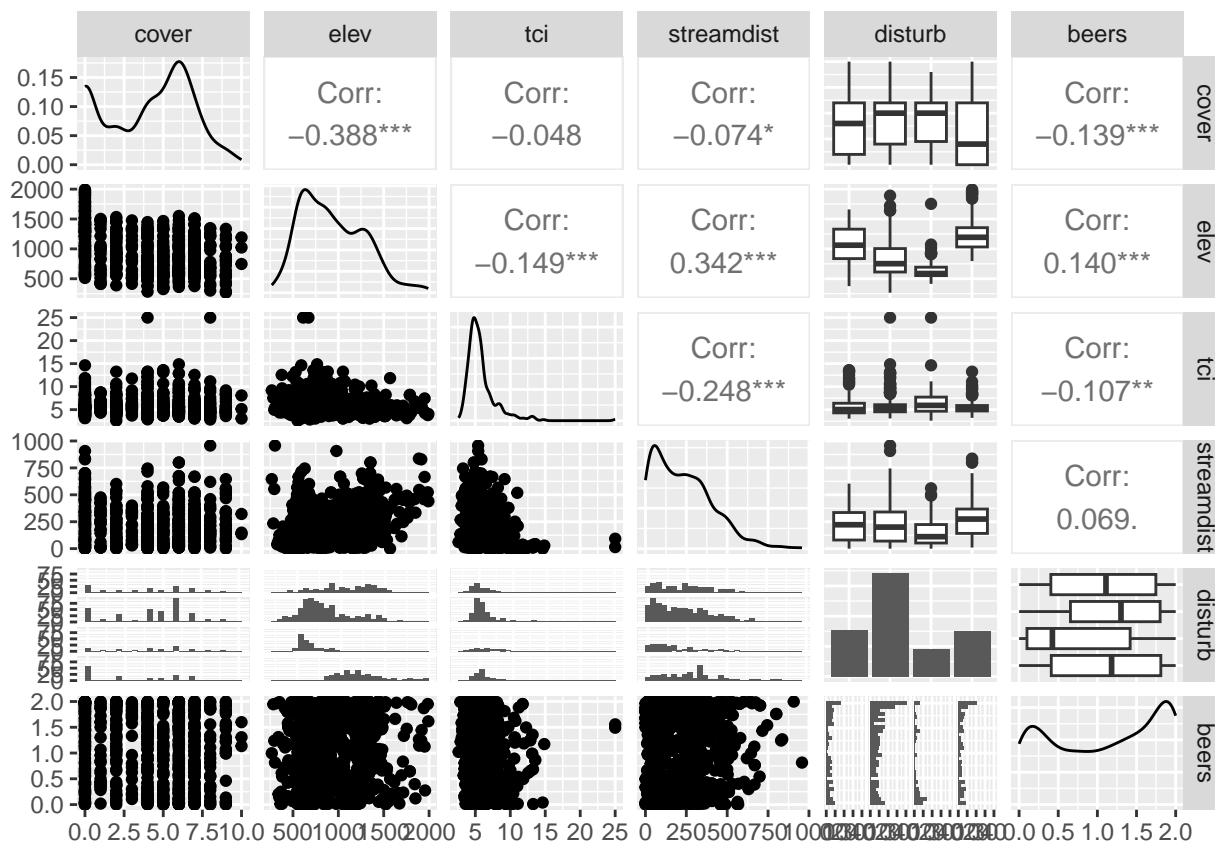 cover elev tci streamdist disturb beers
0.15
0.10
0.05
0.00
Corr:
−0.388***
Corr:
−0.048
Corr:
−0.074*
Corr:
−0.139***
cover
2000
1500
1000
500
Corr:
−0.149***
Corr:
0.342***
Corr:
0.140***
elev
25
20
15
10
5
Corr:
−0.248***
Corr:
−0.107**
tci
1000
750
500
250
0
Corr:
0.069.
streamdist
disturb
2.0
1.5
1.0
0.5
0.0
beers
0.0 2.5 5.0 7.5 10.0
500 1000 1500 2000
5 10 15 20 25
0 250 500 750 1000
0.0 0.5 1.0 1.5 2.0